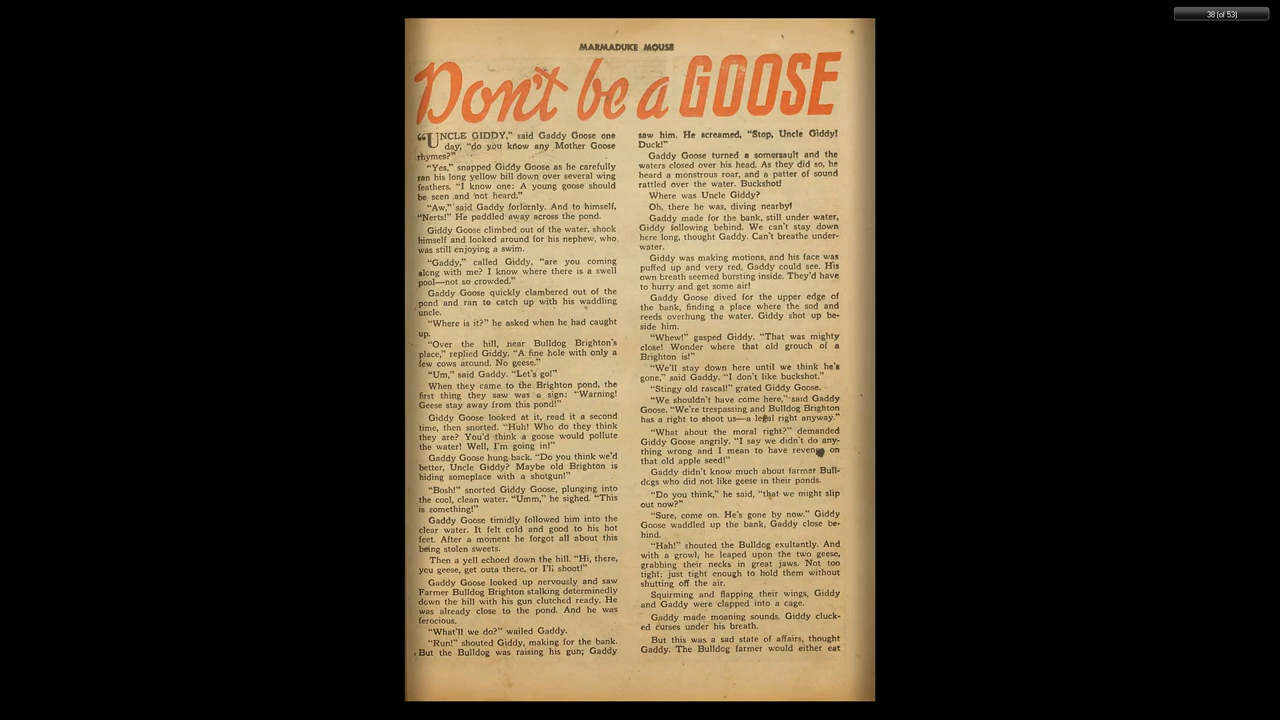 38 (of 53)
MARMADUKE MOUSE
Don't be a GOOSE
"UNCLE GIDDY," said Gaddy Goose one
day, "do you know any Mother Goose
rhymes?"
"Yes," snapped Giddy Goose as he carefully
ran his long yellow bill down over several wing
feathers. "I know one: A young goose should
be seen and not heard."
"Aw," said Gaddy forlornly. And to himself,
"Nerts!" He paddled away across the pond.
Giddy Goose climbed out of the water, shook
himself and looked around for his nephew, who
was still enjoying a swim.
"Gaddy," called Giddy, "are you coming
along with me? I know where there is a swell
pool—not so crowded."
Gaddy Goose quickly clambered out of the
pond and ran to catch up with his waddling
uncle.
"Where is it?" he asked when he had caught
up.
"Over the hill, near Bulldog Brighton's
place," replied Giddy. "A fine hole with only a
few cows around. No geese."
"Um," said Gaddy. "Let's go!"
When they came to the Brighton pond, the
first thing they saw was a sign: "Warning!
Geese stay away from this pond!"
Giddy Goose looked at it, read it a second
time, then snorted. "Huh! Who do they think
they are? You'd think a goose would pollute
the water! Well, I'm going in!"
Gaddy Goose hung back. "Do you think we'd
better, Uncle Giddy? Maybe old Brighton is
hiding someplace with a shotgun!"
"Bosh!" snorted Giddy Goose, plunging into
the cool, clean water. "Umm," he sighed. "This
is something!"
Gaddy Goose timidly followed him into the
clear water. It felt cold and good to his hot
feet. After a moment he forgot all about this
being stolen sweets.
Then a yell echoed down the hill. "Hi, there,
you geese, get outa there, or I'll shoot!"
Gaddy Goose looked up nervously and saw
Farmer Bulldog Brighton stalking determinedly
down the hill with his gun clutched ready. He
was already close to the pond. And he was
ferocious.
"What'll we do?" wailed Gaddy.
"Run!" shouted Giddy, making for the bank.
But the Bulldog was raising his gun; Gaddy
saw him. He screamed, "Stop, Uncle Giddy!
Duck!"
Gaddy Goose turned a somersault and the
waters closed over his head. As they did so, he
heard a monstrous roar, and a patter of sound
rattled over the water. Buckshot!
Where was Uncle Giddy?
Oh, there he was, diving nearby!
Gaddy made for the bank, still under water,
Giddy following behind. We can't stay down
here long, thought Gaddy. Can't breathe under-
water.
Giddy was making motions, and his face was
puffed up and very red, Gaddy could see. His
own breath seemed bursting inside. They'd have
to hurry and get some air!
Gaddy Goose dived for the upper edge of
the bank, finding a place where the sod and
reeds overhung the water. Giddy shot up be-
side him.
"Whew!" gasped Giddy. "That was mighty
close! Wonder where that old grouch of a
Brighton is!"
"We'll stay down here until we think he's
gone," said Gaddy. "I don't like buckshot."
"Stingy old rascal!" grated Giddy Goose.
"We shouldn't have come here," said Gaddy
Goose. "We're trespassing and Bulldog Brighton
has a right to shoot us—a legal right anyway."
"What about the moral right?" demanded
Giddy Goose angrily. "I say we didn't do any-
thing wrong and I mean to have revenge on
that old apple seed!"
Gaddy didn't know much about farmer Bull-
dogs who did not like geese in their ponds.
"Do you think," he said, "that we might slip
out now?"
"Sure, come on. He's gone by now." Giddy
Goose waddled up the bank, Gaddy close be-
hind.
"Hah!" shouted the Bulldog exultantly. And
with a growl, he leaped upon the two geese,
grabbing their necks in great jaws. Not too
tight; just tight enough to hold them without
shutting off the air.
Squirming and flapping their wings, Giddy
and Gaddy were clapped into a cage.
Gaddy made moaning sounds. Giddy cluck-
ed curses under his breath.
But this was a sad state of affairs, thought
Gaddy. The Bulldog farmer would either eat